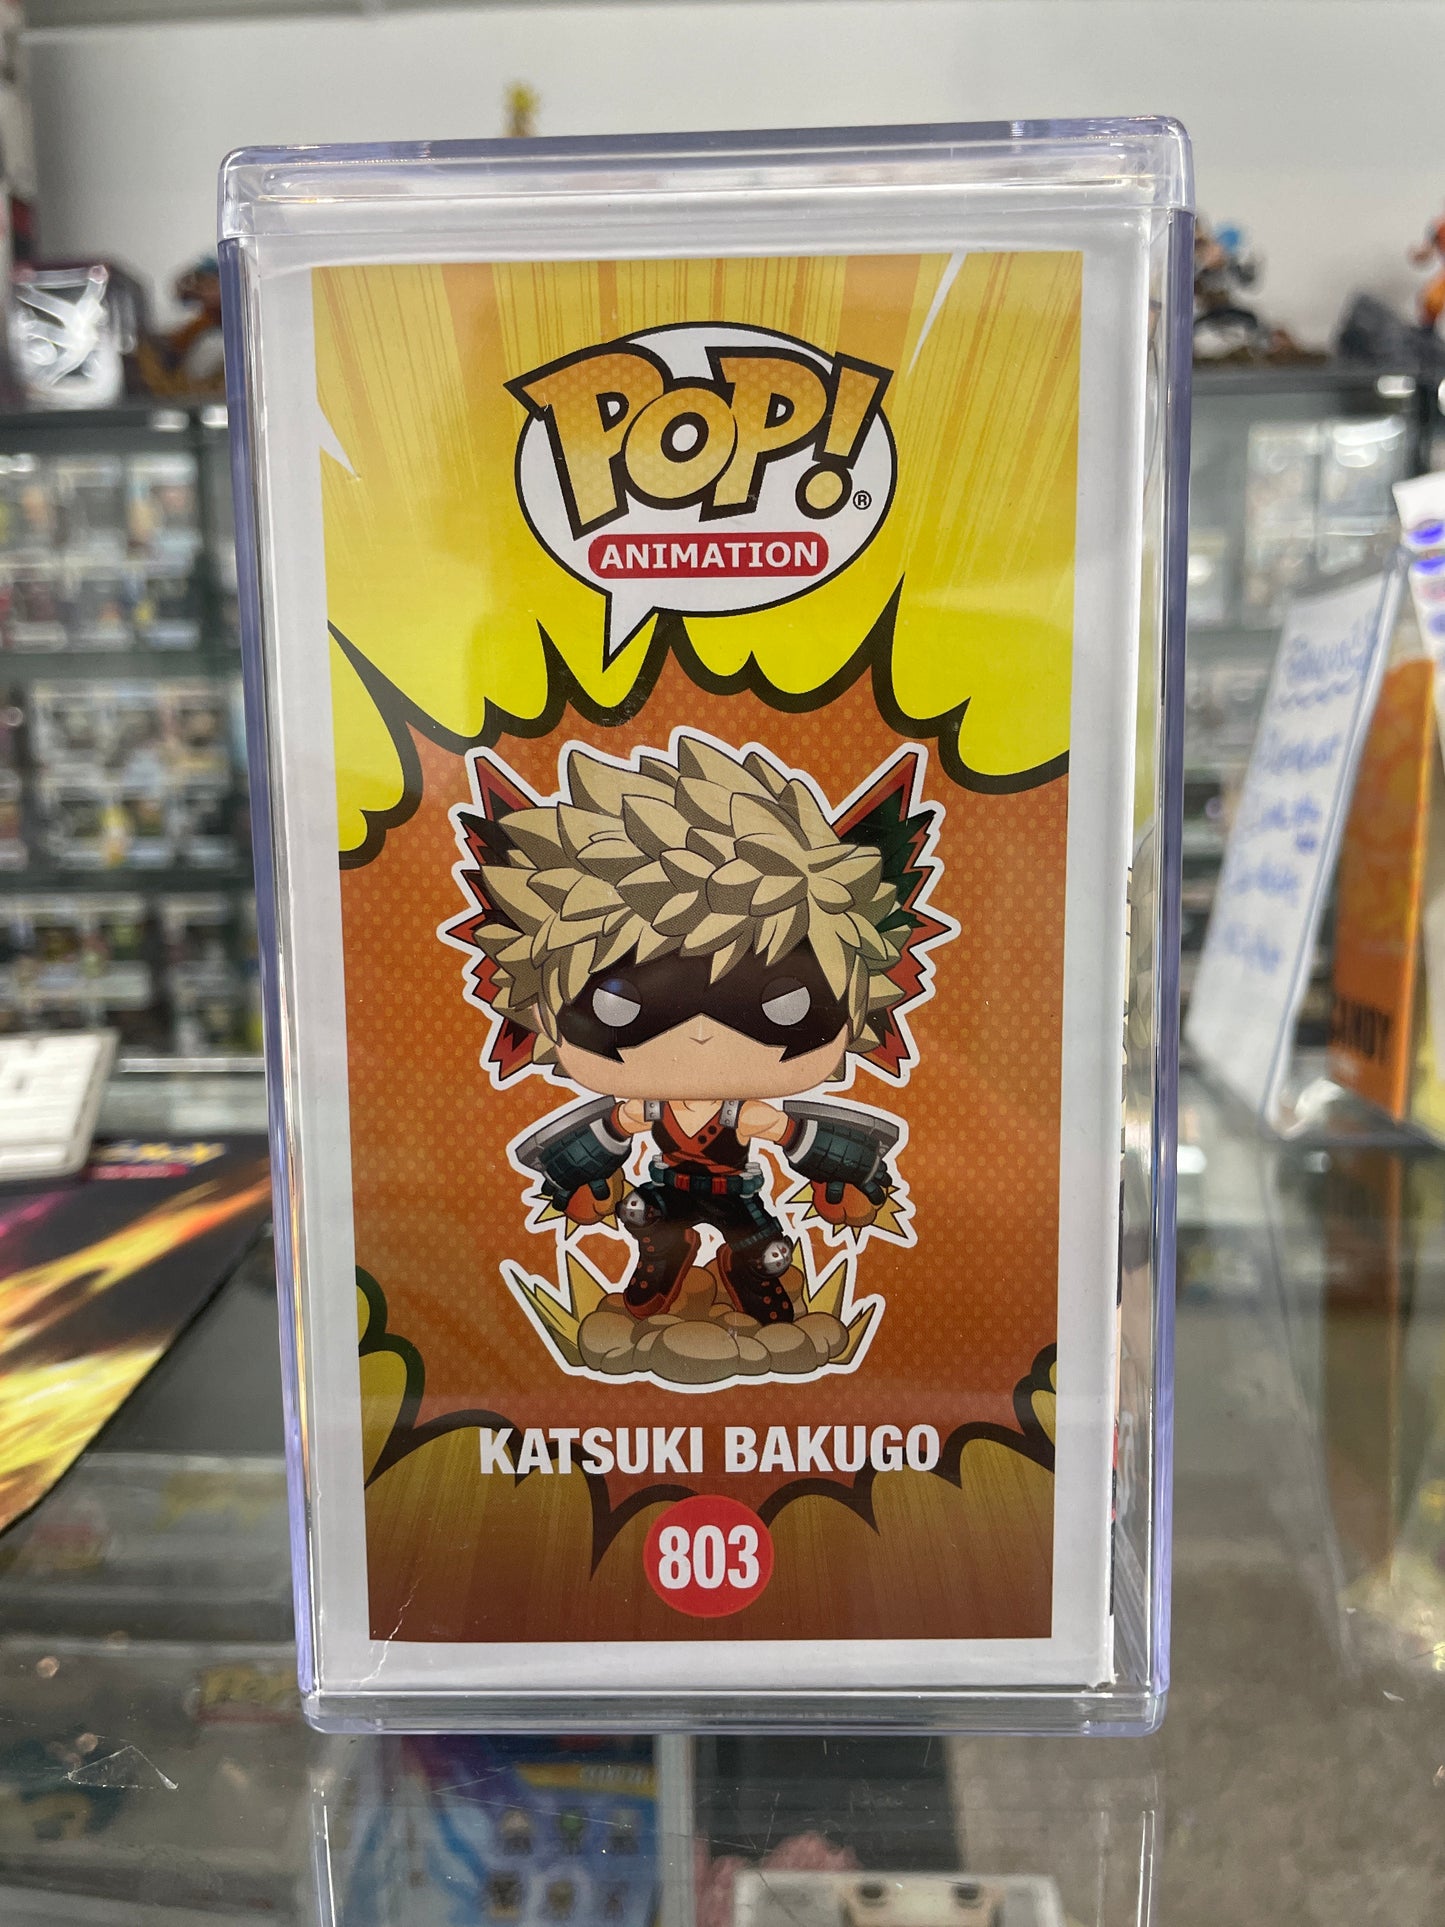 POP!®
ANIMATION
KATSUKI BAKUGO
803